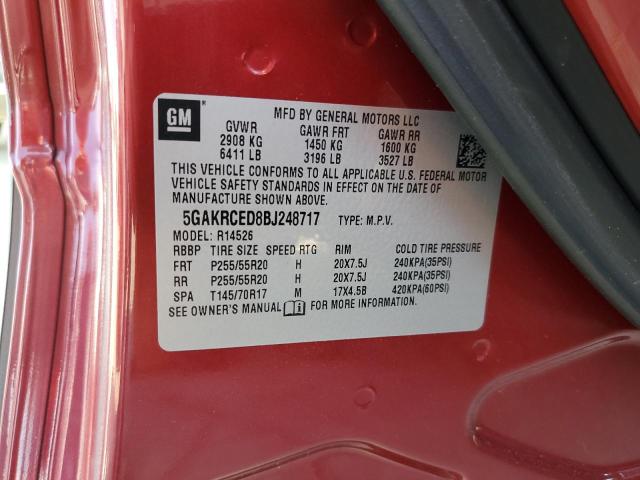 GM
MFD BY GENERAL MOTORS LLC
GVWR GAWR FRT GAWR RR
2908 KG 1450 KG 1600 KG
6411 LB 3196 LB 3527 LB
THIS VEHICLE CONFORMS TO ALL APPLICABLE U.S. FEDERAL MOTOR
VEHICLE SAFETY STANDARDS IN EFFECT ON THE DATE OF
MANUFACTURE SHOWN ABOVE.
5GAKRCED8BJ248717 TYPE: M.P.V.
MODEL: R14526
RBBP TIRE SIZE SPEED RTG RIM COLD TIRE PRESSURE
FRT P255/55R20 H 20X7.5J 240KPA(35PSI)
RR P255/55R20 H 20X7.5J 240KPA(35PSI)
SPA T145/70R17 M 17X4.5B 420KPA(60PSI)
SEE OWNER'S MANUAL FOR MORE INFORMATION.